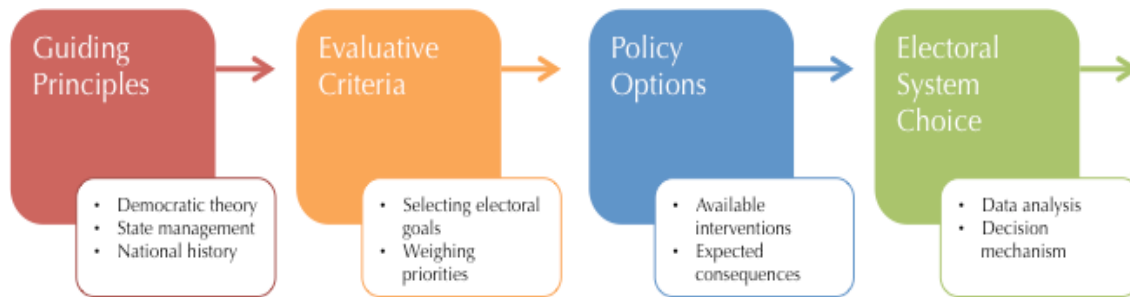 Guiding
Principles
• Democratic theory
• State management
• National history
Evaluative
Criteria
• Selecting electoral
goals
• Weighing
priorities
Policy
Options
• Available
interventions
• Expected
consequences
Electoral
System
Choice
• Data analysis
• Decision
mechanism